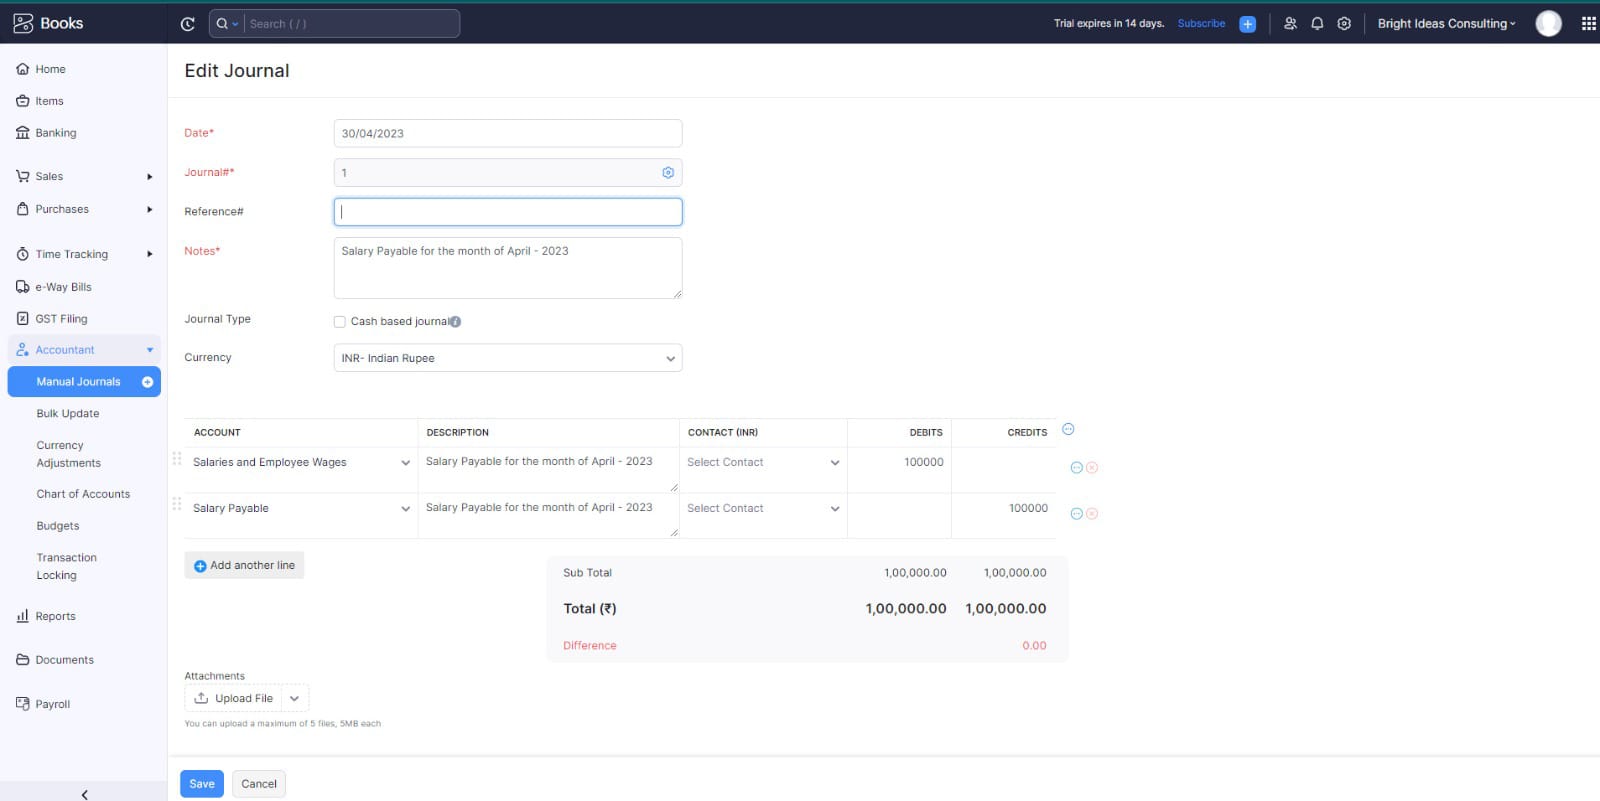 Books
Search ( / )
Trial expires in 14 days.
Subscribe
Bright Ideas Consulting
Home
Items
Banking
Sales
Purchases
Time Tracking
e-Way Bills
GST Filing
Accountant
Manual Journals
Bulk Update
Currency
Adjustments
Chart of Accounts
Budgets
Transaction
Locking
Reports
Documents
Payroll
Edit Journal
Date*
30/04/2023
Journal#*
1
Reference#
Notes*
Salary Payable for the month of April - 2023
Journal Type
Cash based journal
Currency
INR- Indian Rupee
ACCOUNT DESCRIPTION CONTACT (INR) DEBITS CREDITS
Salaries and Employee Wages Salary Payable for the month of April - 2023 Select Contact 100000
Salary Payable Salary Payable for the month of April - 2023 Select Contact 100000
Add another line
Sub Total 1,00,000.00 1,00,000.00
Total (₹) 1,00,000.00 1,00,000.00
Difference 0.00
Attachments
Upload File
You can upload a maximum of 5 files, 5MB each
Save
Cancel